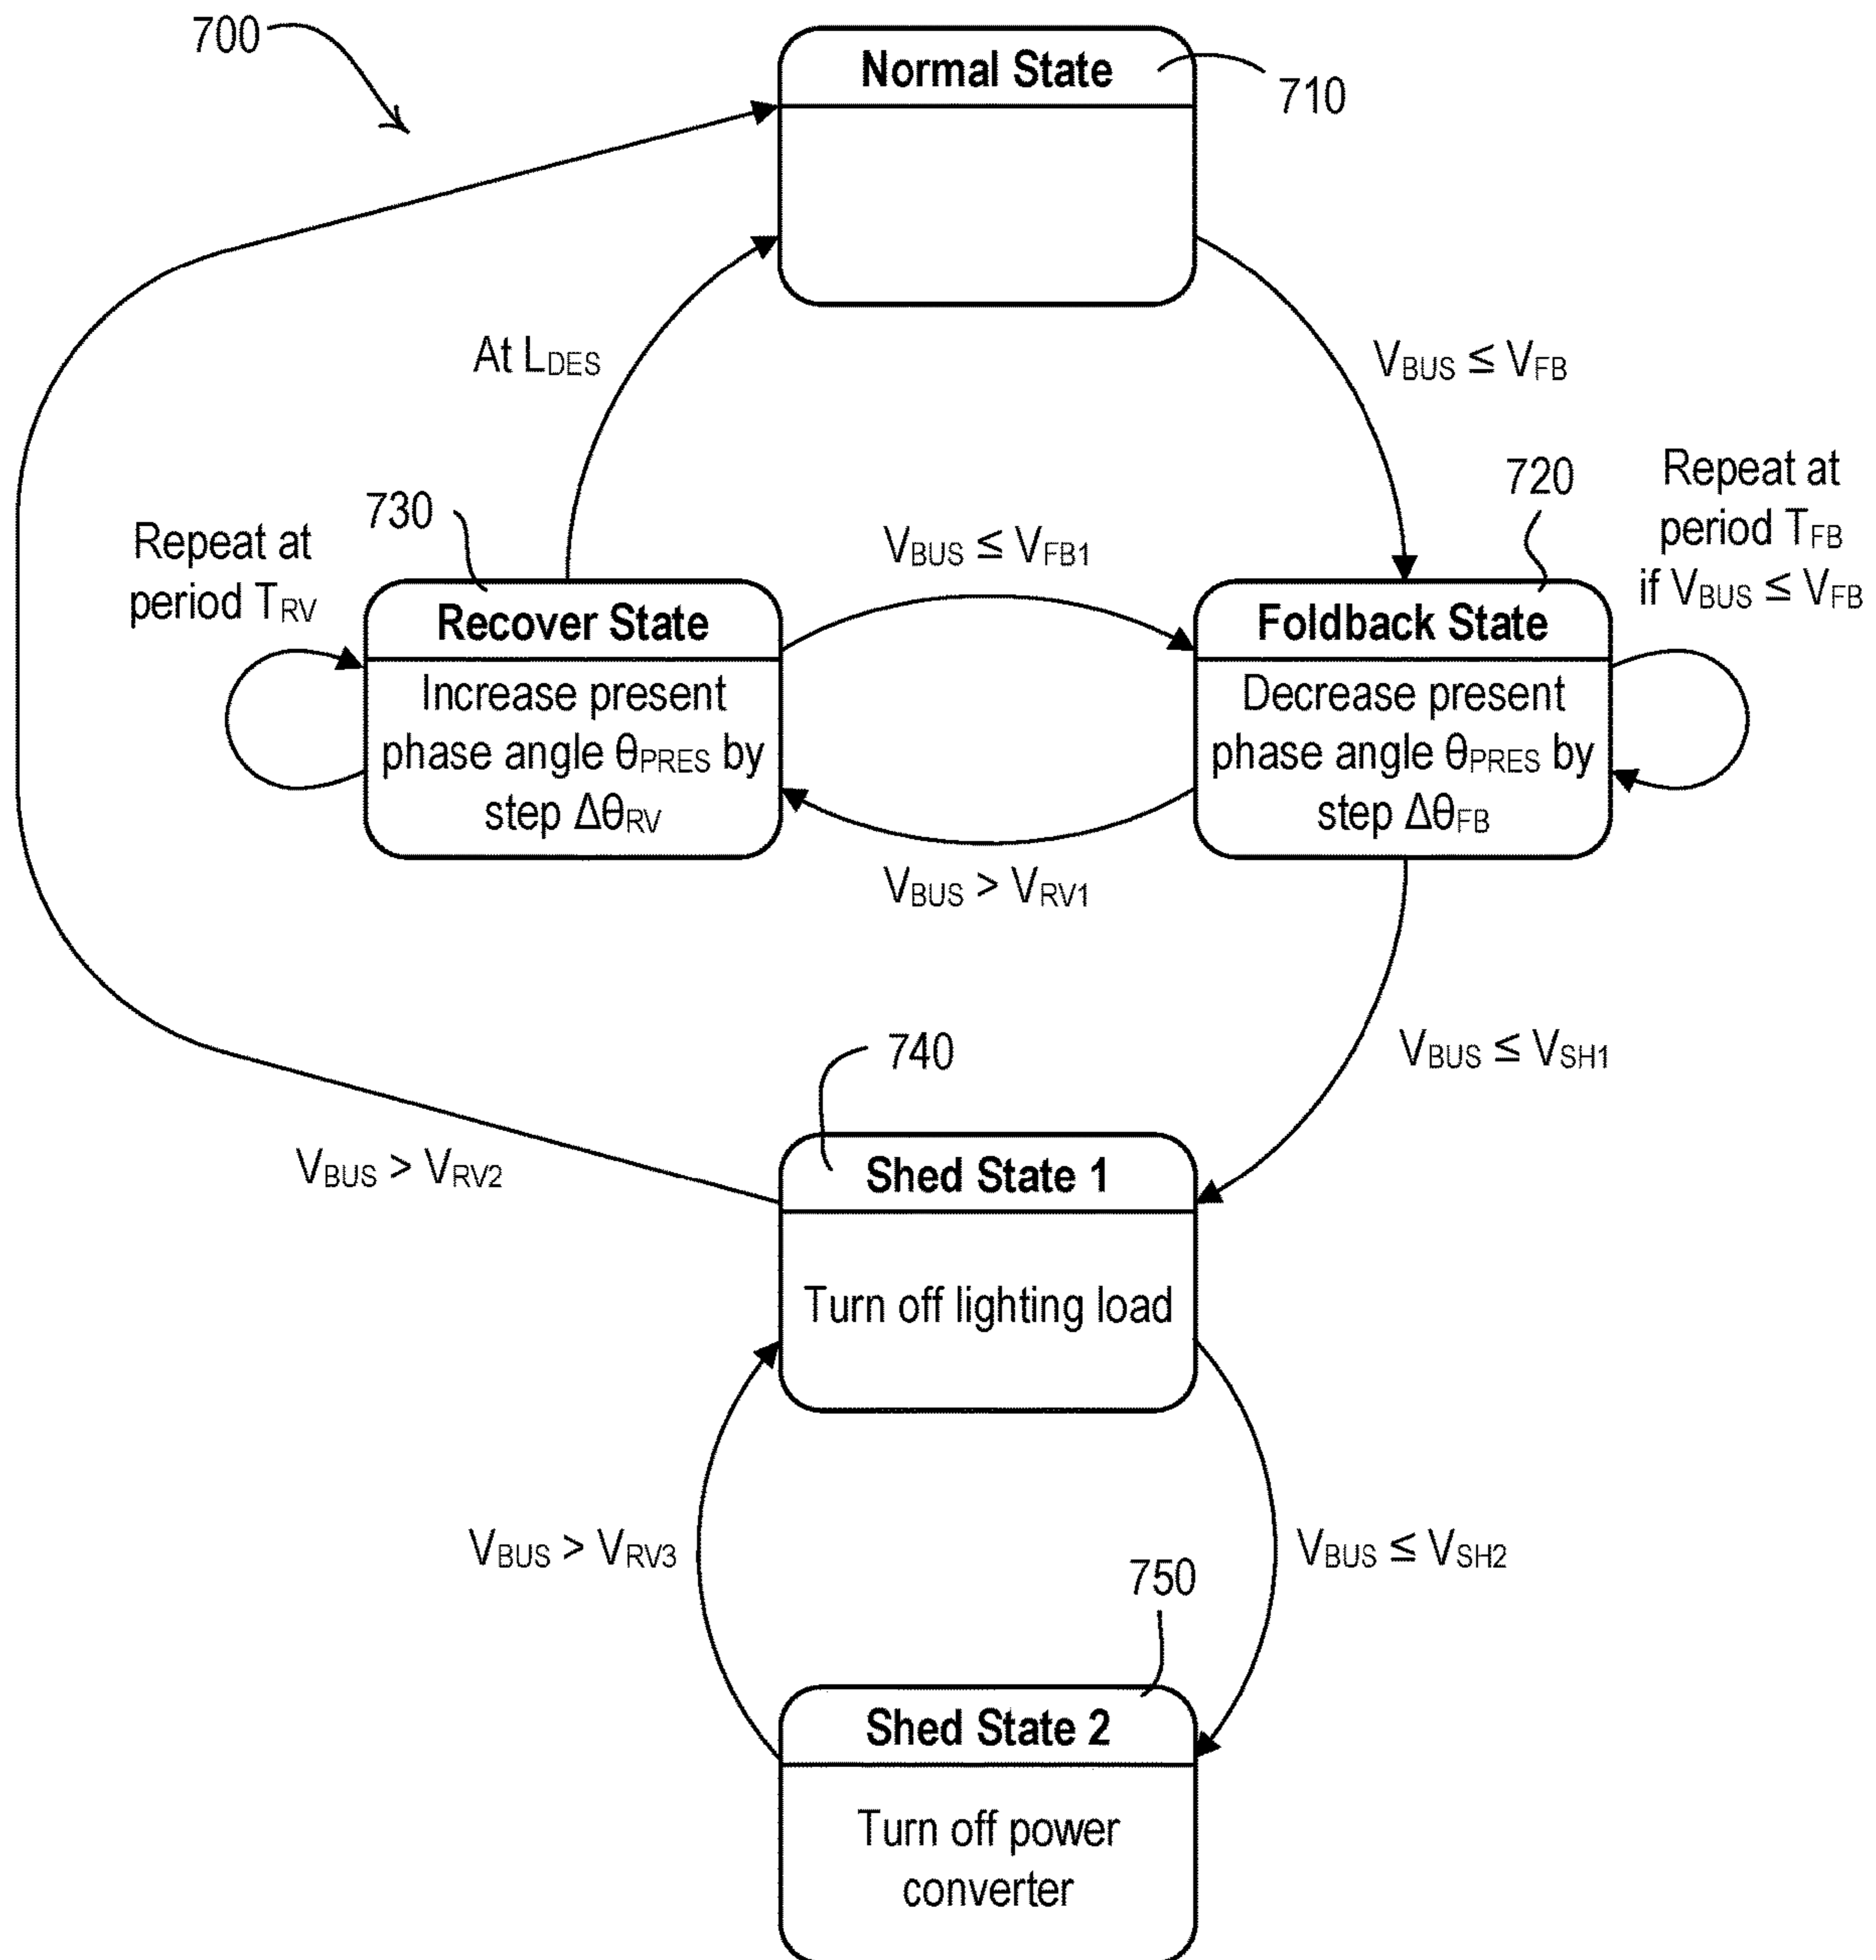 700
Normal State
710
At LDES
VBUS ≤ VFB
720
Repeat at
period TFB
if VBUS ≤ VFB
730
Repeat at
period TRV
VBUS ≤ VFB1
Recover State
Increase present
phase angle θPRES by
step ΔθRV
Foldback State
Decrease present
phase angle θPRES by
step ΔθFB
VBUS > VRV1
740
VBUS ≤ VSH1
VBUS > VRV2
Shed State 1
Turn off lighting load
VBUS > VRV3
VBUS ≤ VSH2
750
Shed State 2
Turn off power
converter